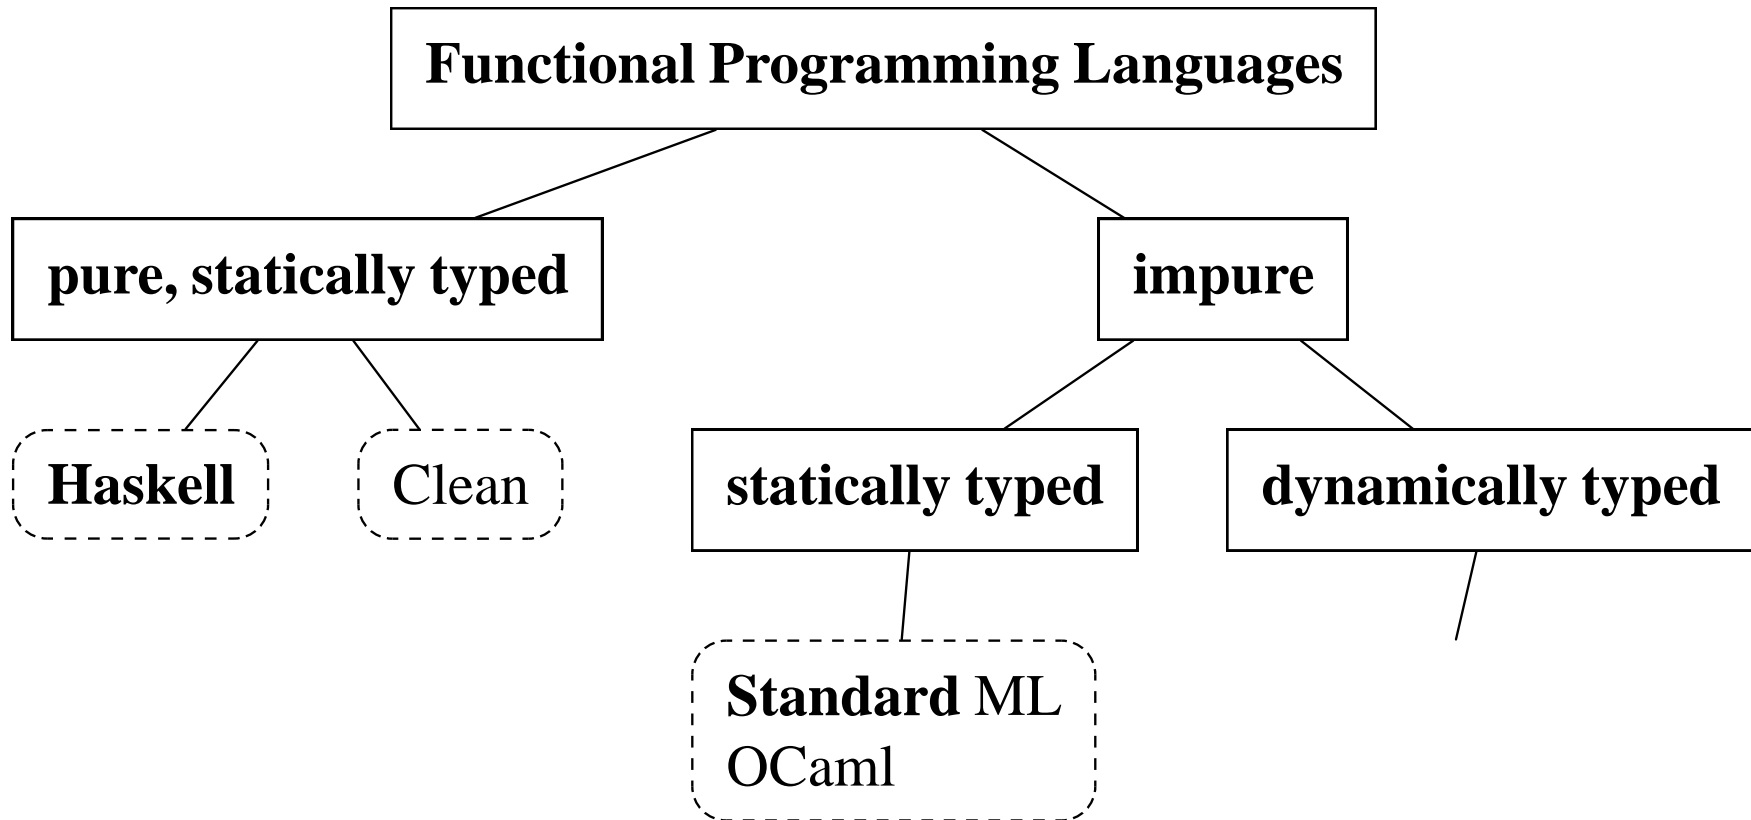 Functional Programming Languages
pure, statically typed
impure
Haskell
Clean
statically typed
dynamically typed
Standard ML
OCaml